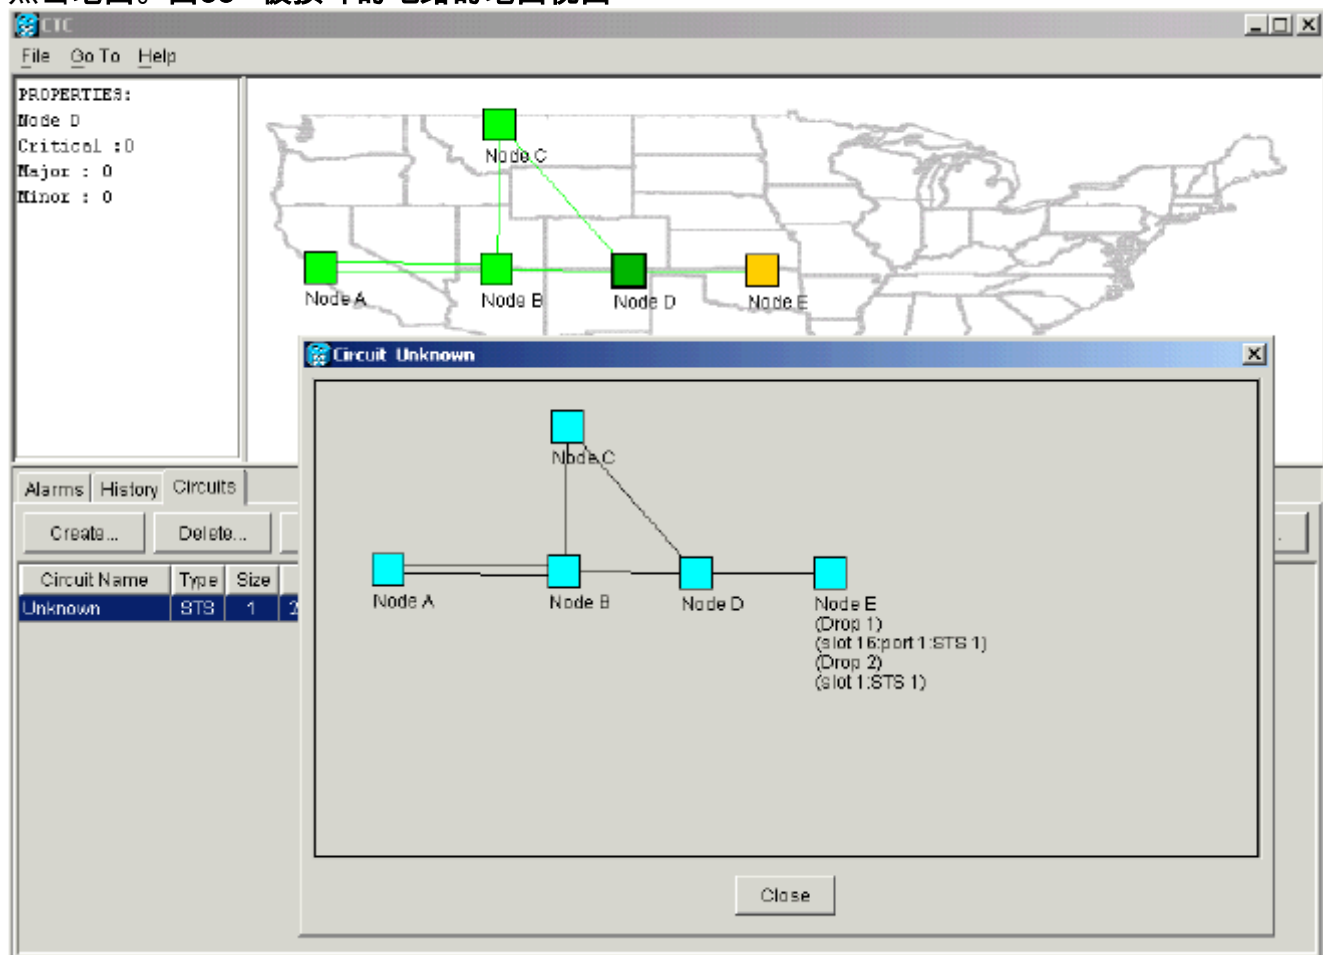 CTC
File Go To Help
PROPERTIES:
Node D
Critical :0
Major : 0
Minor : 0
Node C
Node A
Node B
Node D
Node E
Circuit Unknown
Node C
Node A
Node B
Node D
Node E
(Drop 1)
(slot 16:port 1:STS 1)
(Drop 2)
(slot 1:STS 1)
Close
Alarms History Circuits
Create... Delete...
Circuit Name Type Size
Unknown STS 1 2